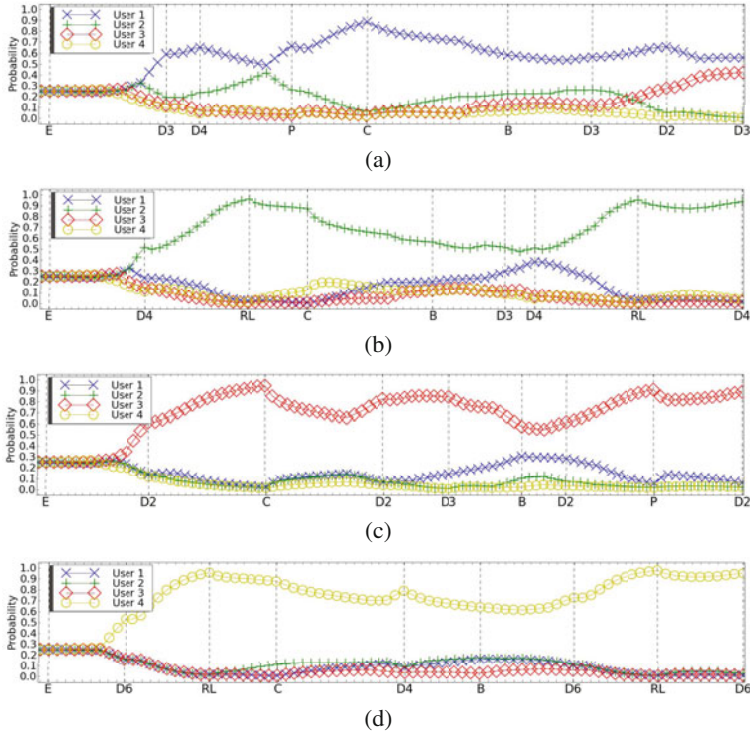 1.0
0.9
0.8
0.7
0.6
0.5
0.4
0.3
0.2
0.1
0.0
Probability
User 1
User 2
User 3
User 4
E D3 D4 P C B D3 D2 D3
(a)
1.0
0.9
0.8
0.7
0.6
0.5
0.4
0.3
0.2
0.1
0.0
Probability
User 1
User 2
User 3
User 4
E D4 RL C B D3 D4 RL D4
(b)
1.0
0.9
0.8
0.7
0.6
0.5
0.4
0.3
0.2
0.1
0.0
Probability
User 1
User 2
User 3
User 4
E D2 C D2 D3 B D2 P D2
(c)
1.0
0.9
0.8
0.7
0.6
0.5
0.4
0.3
0.2
0.1
0.0
Probability
User 1
User 2
User 3
User 4
E D6 RL C D4 B D6 RL D6
(d)